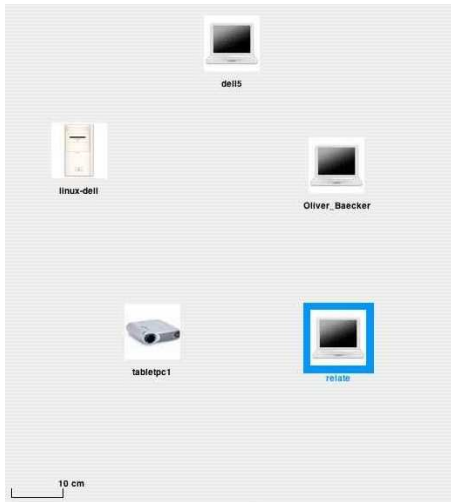 dell5
linux-dell
Oliver_Baecker
tabletpc1
relate
10 cm